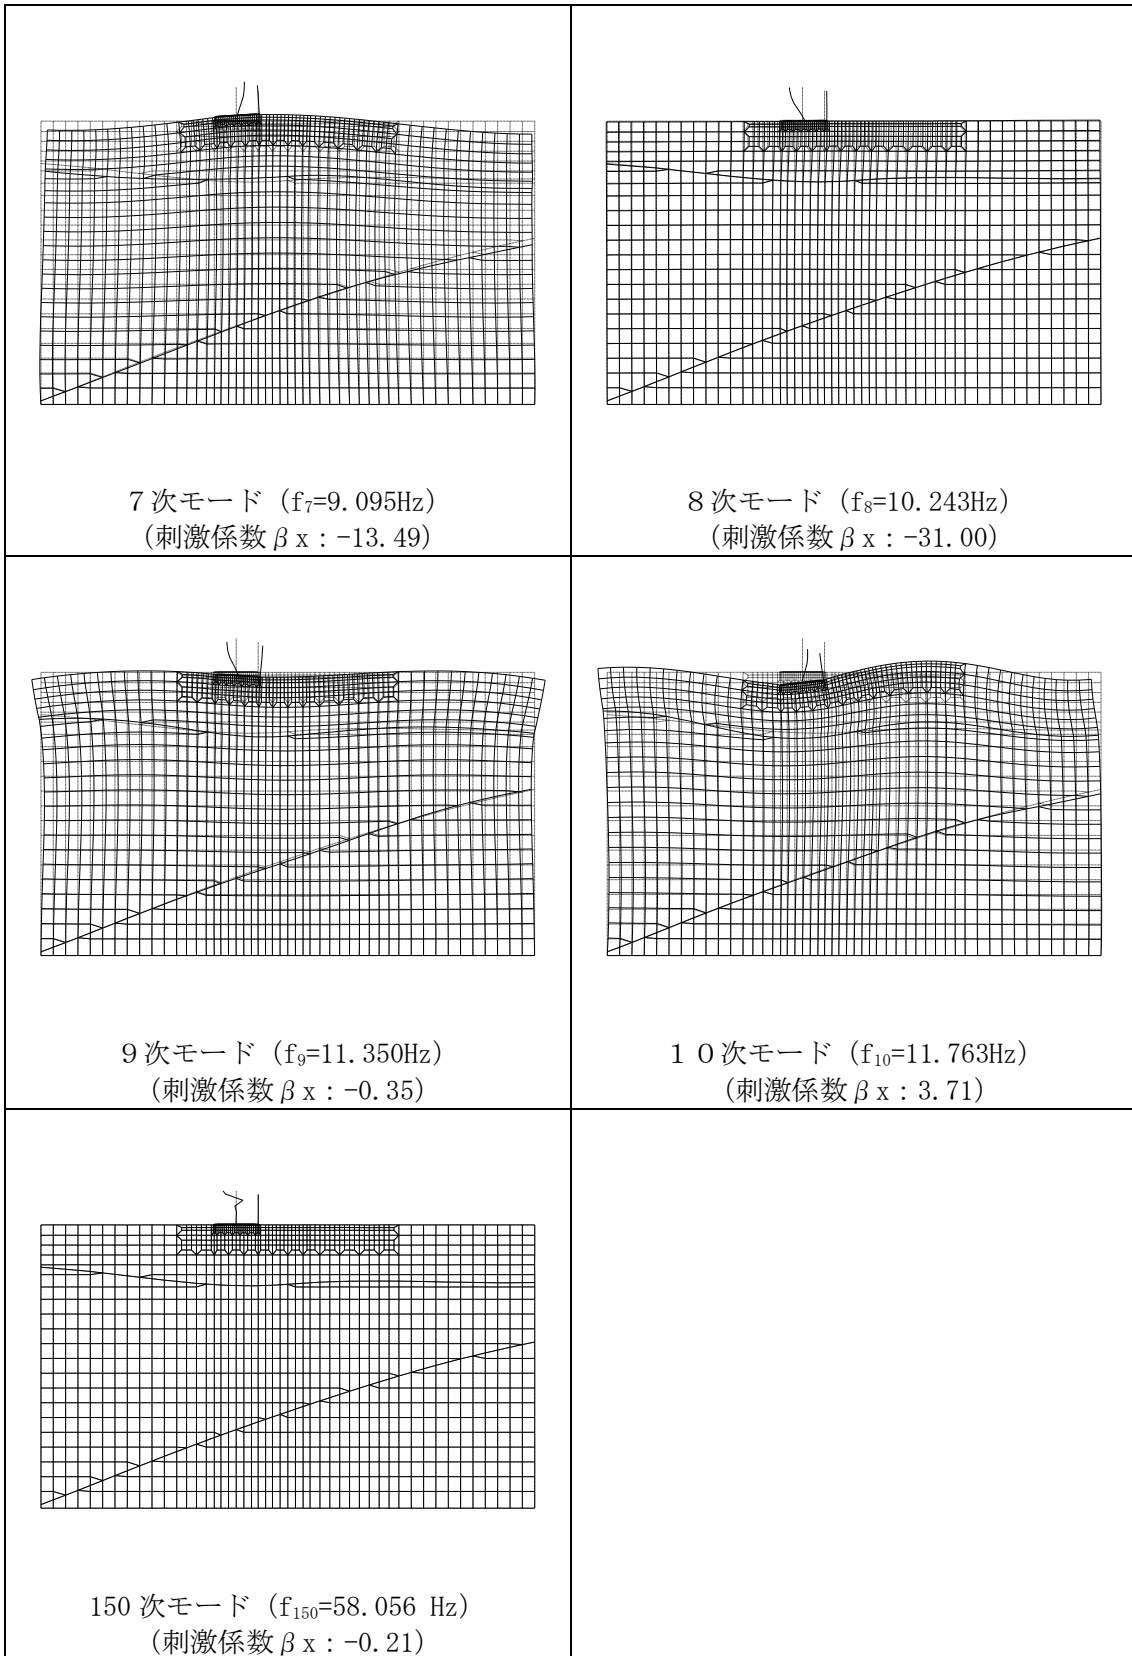 ７次モード（f₇=9.095Hz）
（刺激係数βx：-13.49）
８次モード（f₈=10.243Hz）
（刺激係数βx：-31.00）
９次モード（f₉=11.350Hz）
（刺激係数βx：-0.35）
１０次モード（f₁₀=11.763Hz）
（刺激係数βx：3.71）
150 次モード（f₁₅₀=58.056 Hz）
（刺激係数βx：-0.21）